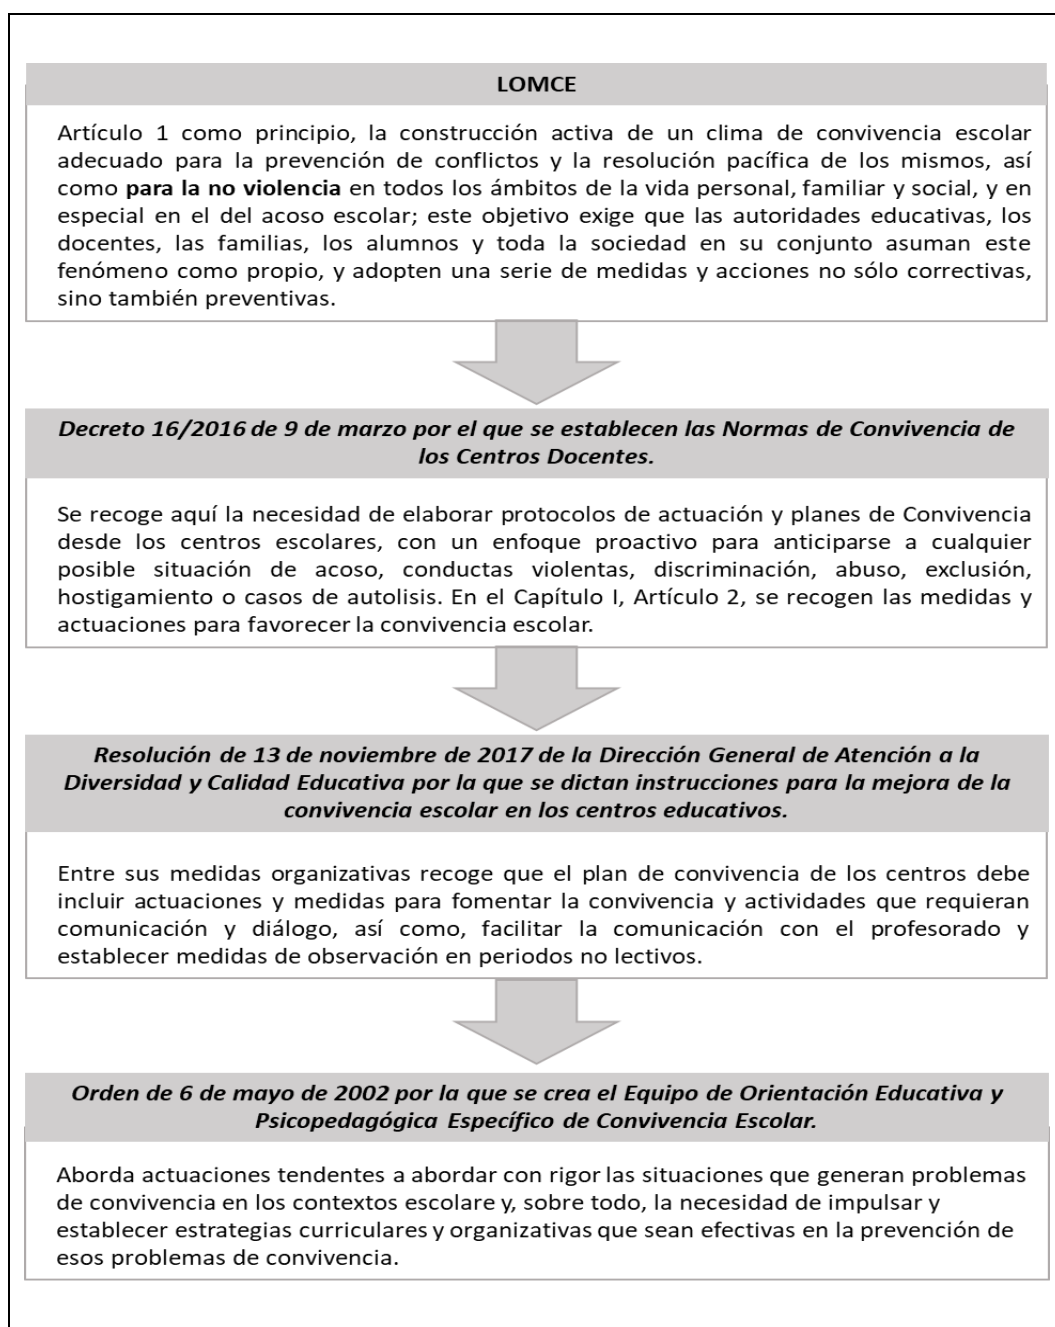 LOMCE
Artículo 1 como principio, la construcción activa de un clima de convivencia escolar
adecuado para la prevención de conflictos y la resolución pacífica de los mismos, así
como para la no violencia en todos los ámbitos de la vida personal, familiar y social, y en
especial en el del acoso escolar; este objetivo exige que las autoridades educativas, los
docentes, las familias, los alumnos y toda la sociedad en su conjunto asuman este
fenómeno como propio, y adopten una serie de medidas y acciones no sólo correctivas,
sino también preventivas.
Decreto 16/2016 de 9 de marzo por el que se establecen las Normas de Convivencia de
los Centros Docentes.
Se recoge aquí la necesidad de elaborar protocolos de actuación y planes de Convivencia
desde los centros escolares, con un enfoque proactivo para anticiparse a cualquier
posible situación de acoso, conductas violentas, discriminación, abuso, exclusión,
hostigamiento o casos de autolisis. En el Capítulo I, Artículo 2, se recogen las medidas y
actuaciones para favorecer la convivencia escolar.
Resolución de 13 de noviembre de 2017 de la Dirección General de Atención a la
Diversidad y Calidad Educativa por la que se dictan instrucciones para la mejora de la
convivencia escolar en los centros educativos.
Entre sus medidas organizativas recoge que el plan de convivencia de los centros debe
incluir actuaciones y medidas para fomentar la convivencia y actividades que requieran
comunicación y diálogo, así como, facilitar la comunicación con el profesorado y
establecer medidas de observación en periodos no lectivos.
Orden de 6 de mayo de 2002 por la que se crea el Equipo de Orientación Educativa y
Psicopedagógica Específico de Convivencia Escolar.
Aborda actuaciones tendentes a abordar con rigor las situaciones que generan problemas
de convivencia en los contextos escolare y, sobre todo, la necesidad de impulsar y
establecer estrategias curriculares y organizativas que sean efectivas en la prevención de
esos problemas de convivencia.